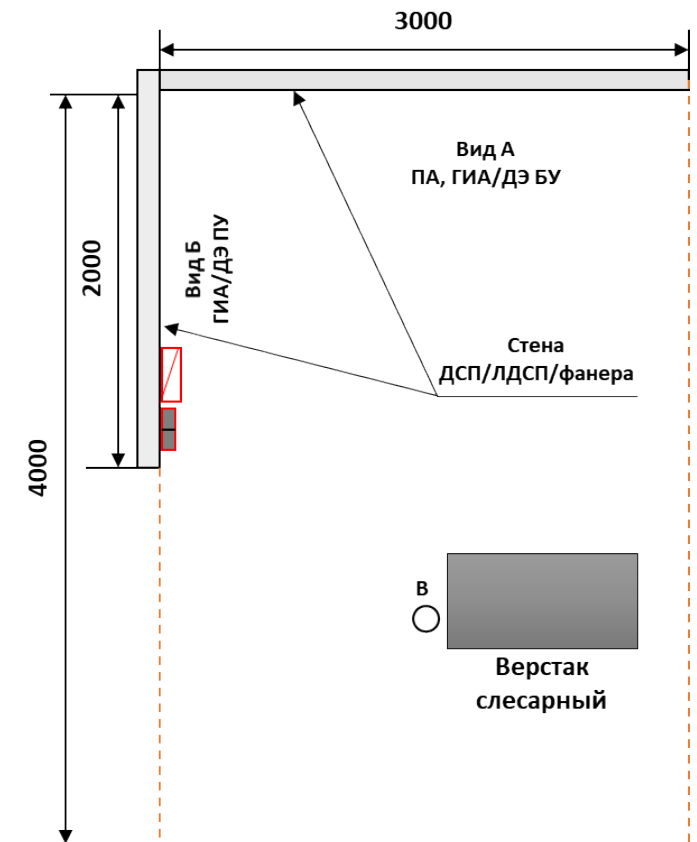 3000
Вид А
ПА, ГИА/ДЭ БУ
2000
Вид Б
ГИА/ДЭ ПУ
Стена
ДСП/ЛДСП/фанера
4000
В
Верстак
слесарный